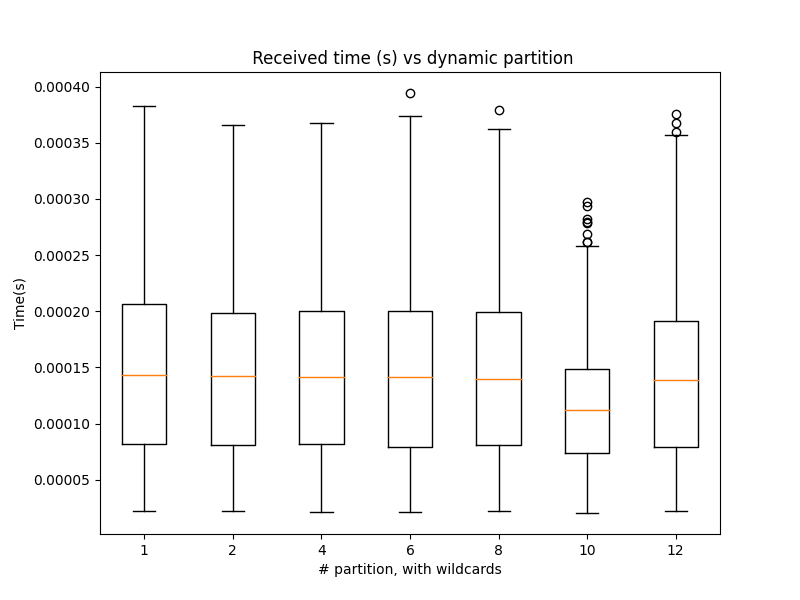 Received time (s) vs dynamic partition
0.00040
0.00035
0.00030
0.00025
0.00020
0.00015
0.00010
0.00005
Time(s)
1 2 4 6 8 10 12
# partition, with wildcards